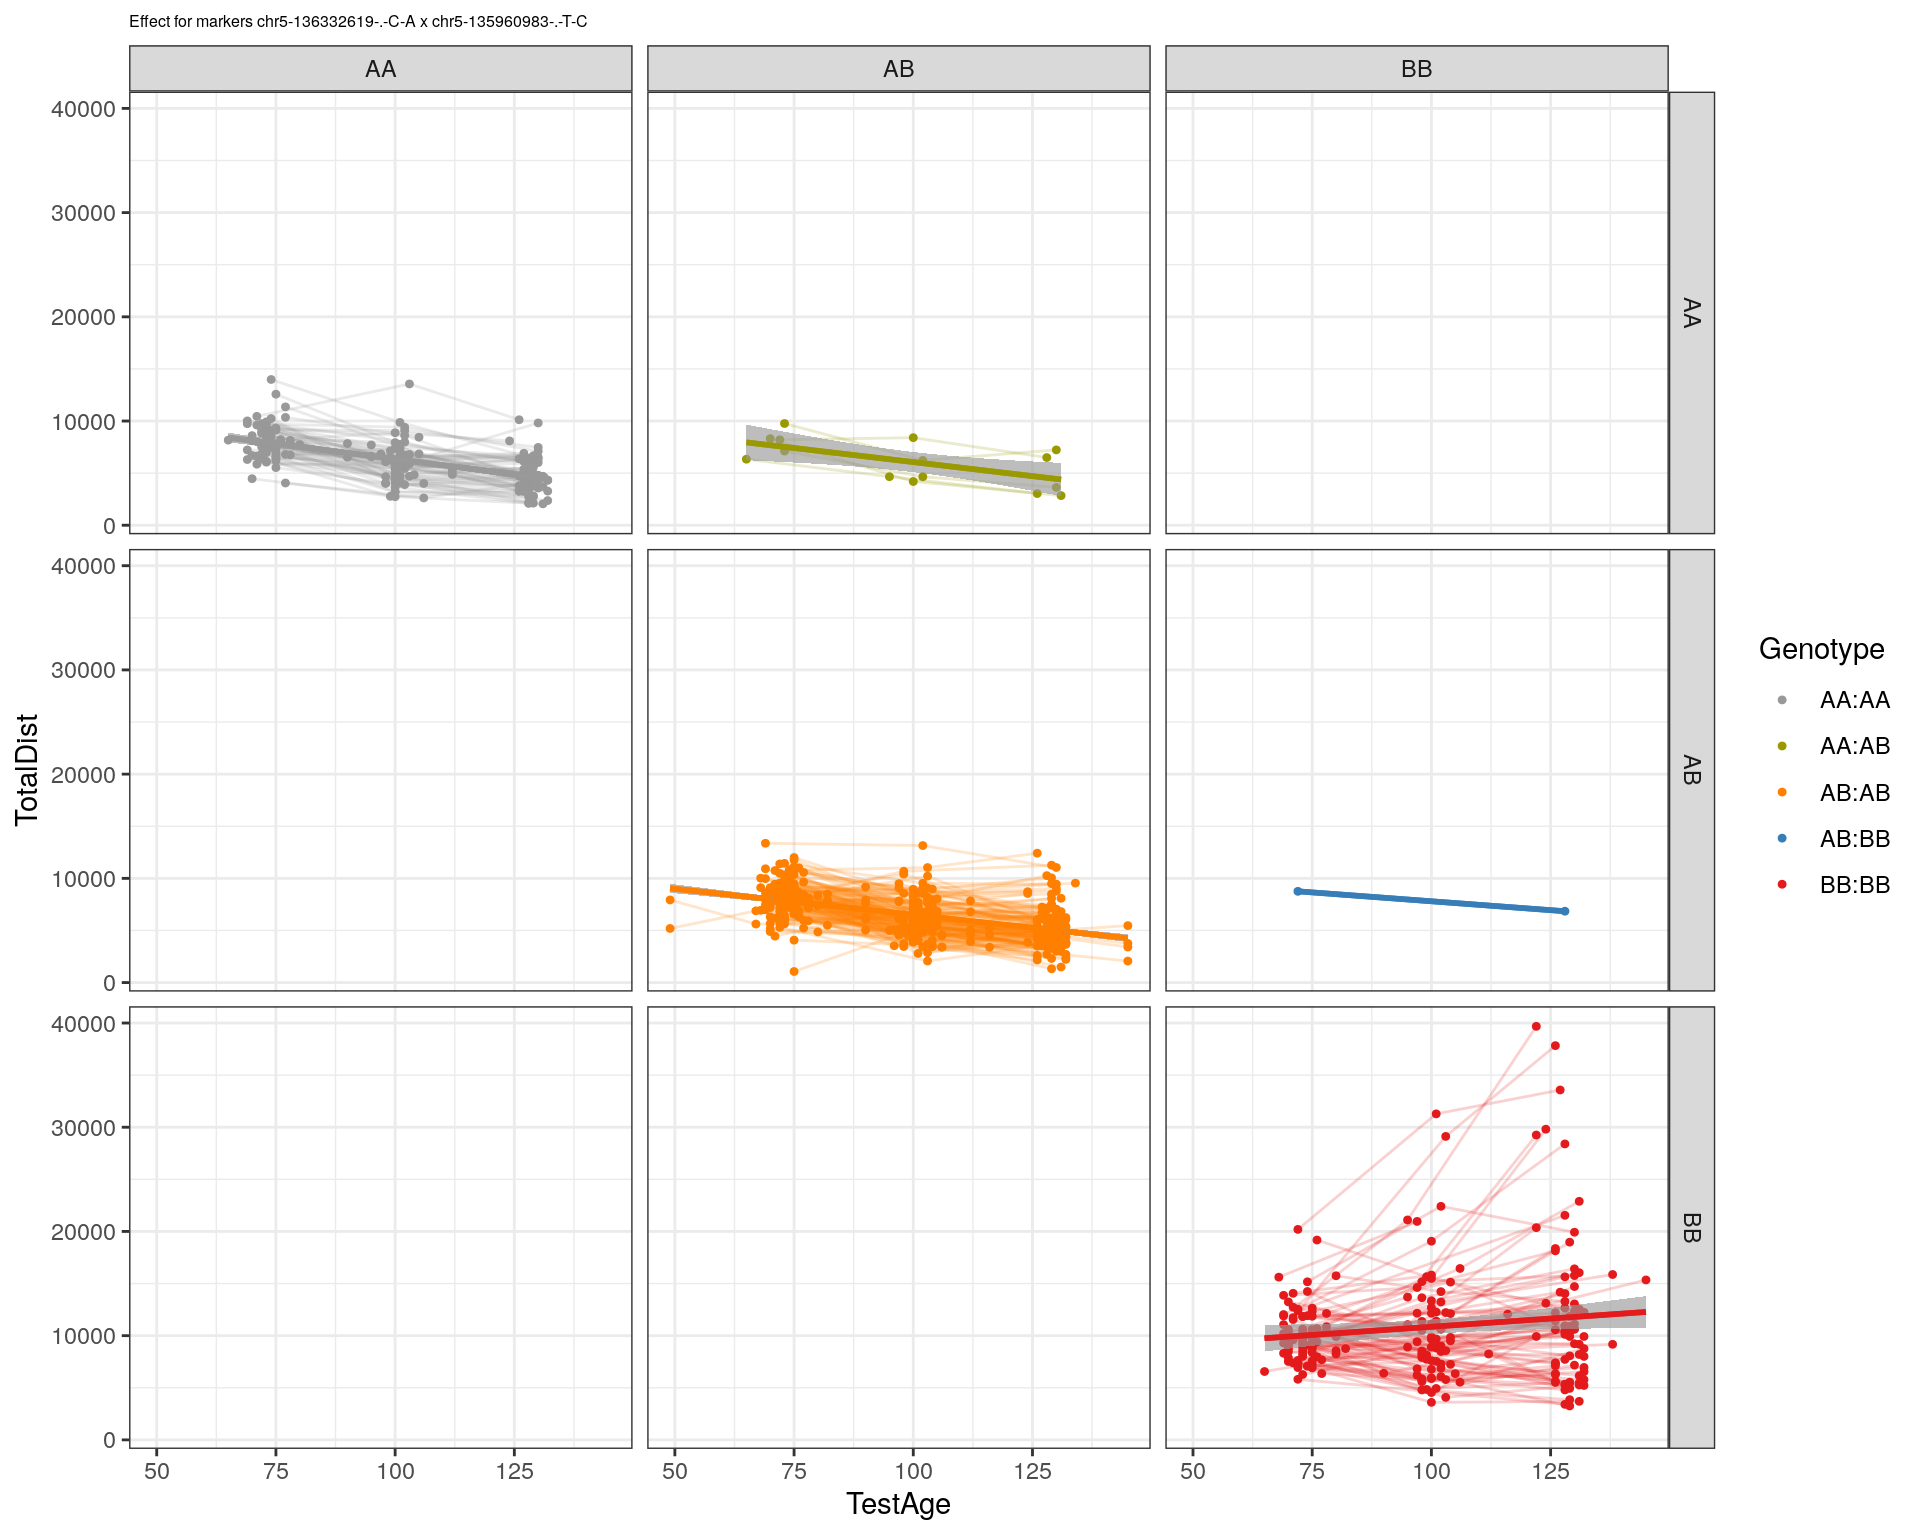 Effect for markers chr5-136332619-.-C-A x chr5-135960983-.-T-C
AA AB BB
40000
30000
20000
10000
0
AA
40000
30000
20000
10000
0
AB
40000
30000
20000
10000
0
BB
50 75 100 125 50 75 100 125 50 75 100 125
TestAge
TotalDist
Genotype
AA:AA
AA:AB
AB:AB
AB:BB
BB:BB